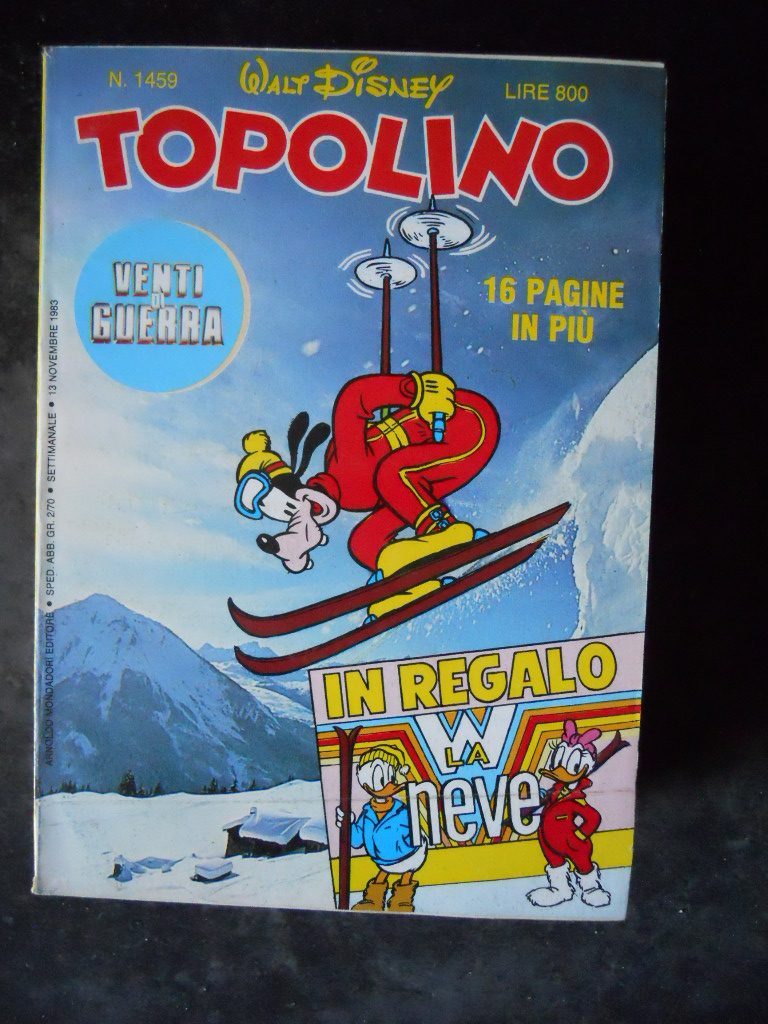 N. 1459
WALT DISNEY
LIRE 800
TOPOLINO
VENTI
DI
GUERRA
16 PAGINE
IN PIÙ
ARNOLDO MONDADORI EDITORE • SPED. ABB. GR. 2/70 • SETTIMANALE • 13 NOVEMBRE 1983
IN REGALO
W
LA
neve